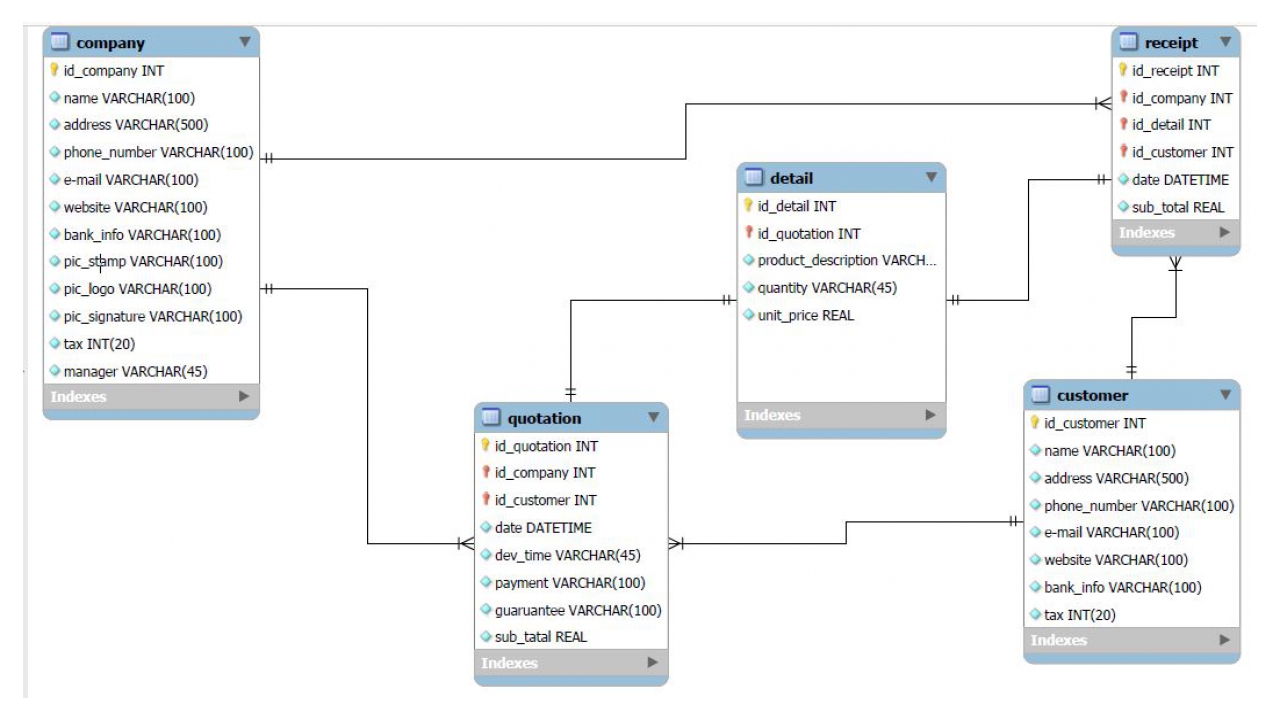 company
id_company INT
name VARCHAR(100)
address VARCHAR(500)
phone_number VARCHAR(100)
e-mail VARCHAR(100)
website VARCHAR(100)
bank_info VARCHAR(100)
pic_stamp VARCHAR(100)
pic_logo VARCHAR(100)
pic_signature VARCHAR(100)
tax INT(20)
manager VARCHAR(45)
Indexes
receipt
id_receipt INT
id_company INT
id_detail INT
id_customer INT
date DATETIME
sub_total REAL
Indexes
detail
id_detail INT
id_quotation INT
product_description VARCH...
quantity VARCHAR(45)
unit_price REAL
Indexes
quotation
id_quotation INT
id_company INT
id_customer INT
date DATETIME
dev_time VARCHAR(45)
payment VARCHAR(100)
guaruantee VARCHAR(100)
sub_tatal REAL
Indexes
customer
id_customer INT
name VARCHAR(100)
address VARCHAR(500)
phone_number VARCHAR(100)
e-mail VARCHAR(100)
website VARCHAR(100)
bank_info VARCHAR(100)
tax INT(20)
Indexes